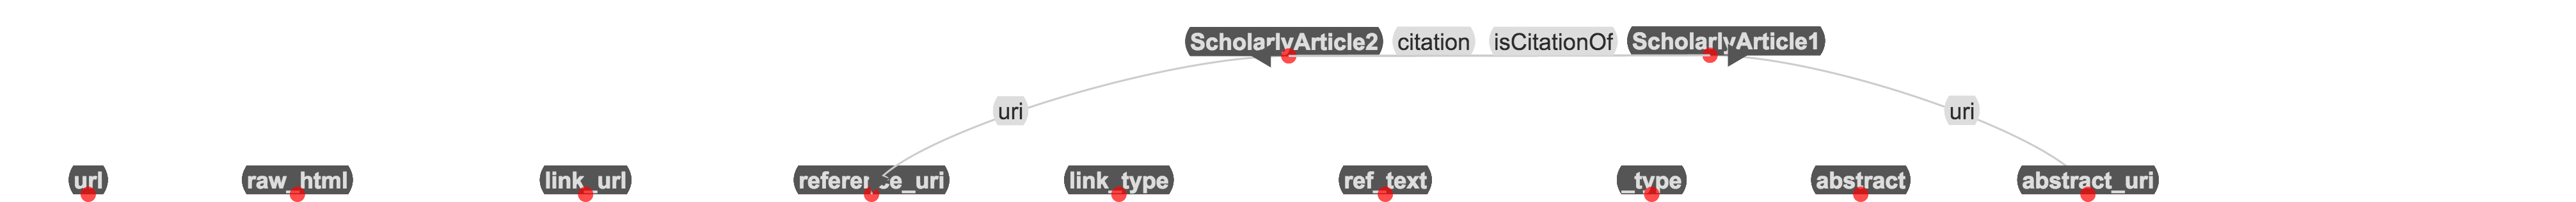 ScholarlyArticle2 citation isCitationOf ScholarlyArticle1
uri uri
url raw_html link_url reference_uri link_type ref_text _type abstract abstract_uri